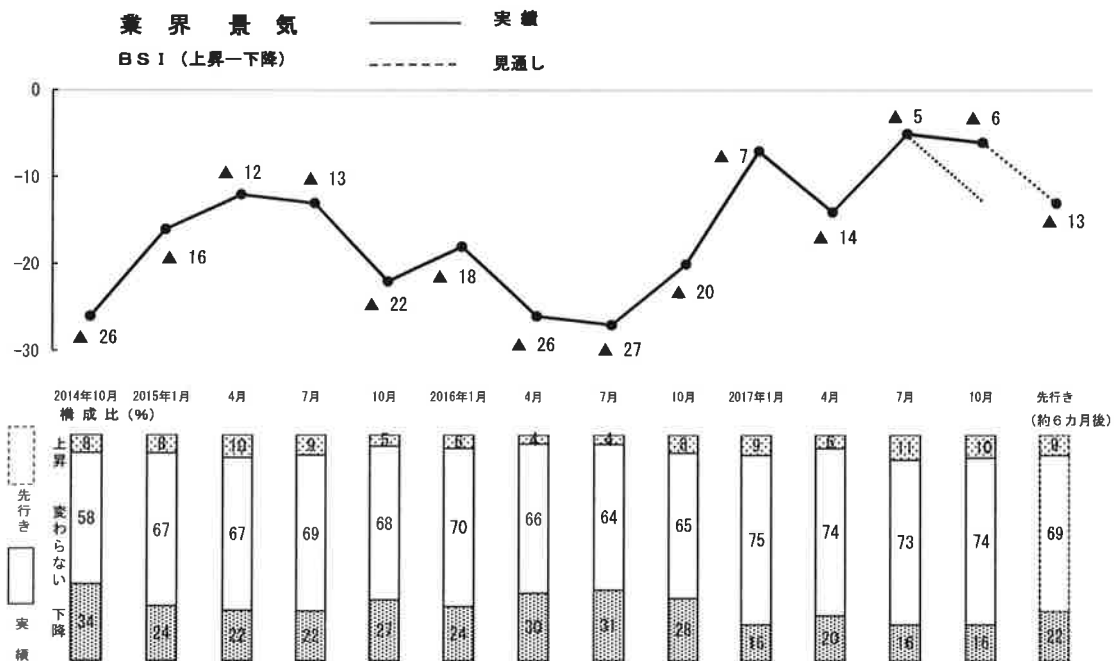 業界 景気
実績
ＢＳＩ（上昇―下降）
見通し
0
-10
-20
-30
▲ 26
▲ 16
▲ 12
▲ 13
▲ 22
▲ 18
▲ 26
▲ 27
▲ 20
▲ 7
▲ 14
▲ 5
▲ 6
▲ 13
2014年10月 2015年1月 4月 7月 10月 2016年1月 4月 7月 10月 2017年1月 4月 7月 10月 先行き
構成比（%） （約６カ月後）
先行き
実績
上昇 8 8 10 9 5 6 4 4 8 9 6 11 10 9
変わらない 58 67 67 69 68 70 66 64 65 75 74 73 74 69
下降 34 24 22 22 27 24 30 31 28 16 20 16 16 22